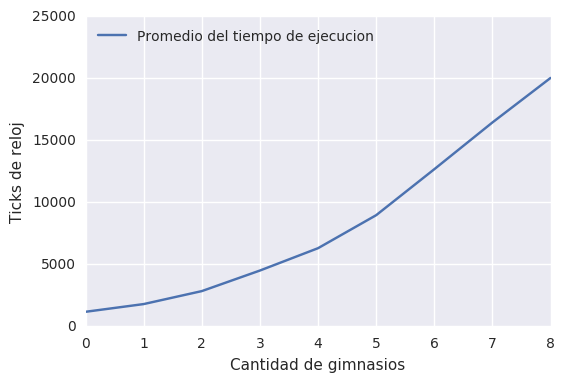 25000
Promedio del tiempo de ejecucion
20000
15000
10000
5000
0
Ticks de reloj
0 1 2 3 4 5 6 7 8
Cantidad de gimnasios